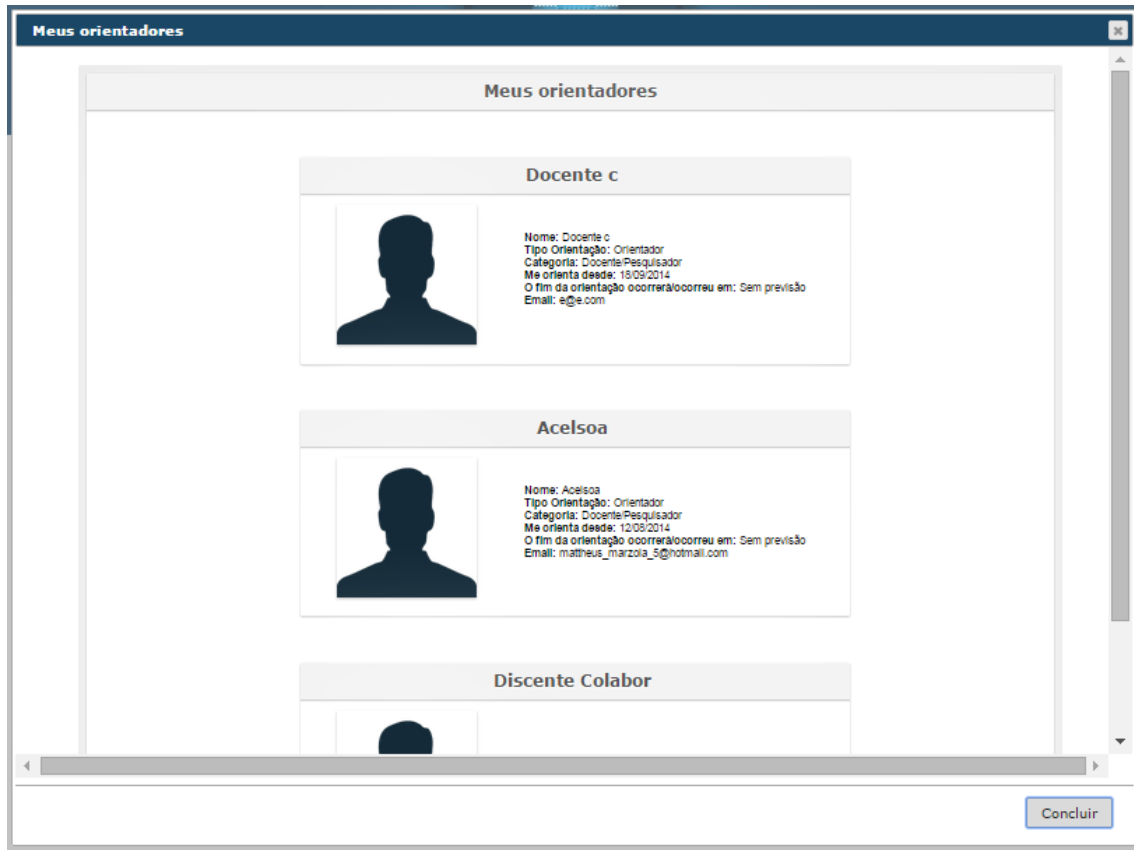 Meus orientadores
Meus orientadores
Docente c
Nome: Docente c
Tipo Orientação: Orientador
Categoria: Docente/Pesquisador
Me orienta desde: 18/09/2014
O fim da orientação ocorrerá/ocorreu em: Sem previsão
Email: e@e.com
Acelsoa
Nome: Acelsoa
Tipo Orientação: Orientador
Categoria: Docente/Pesquisador
Me orienta desde: 12/08/2014
O fim da orientação ocorrerá/ocorreu em: Sem previsão
Email: mattheus_marzola_5@hotmail.com
Discente Colabor
Concluir